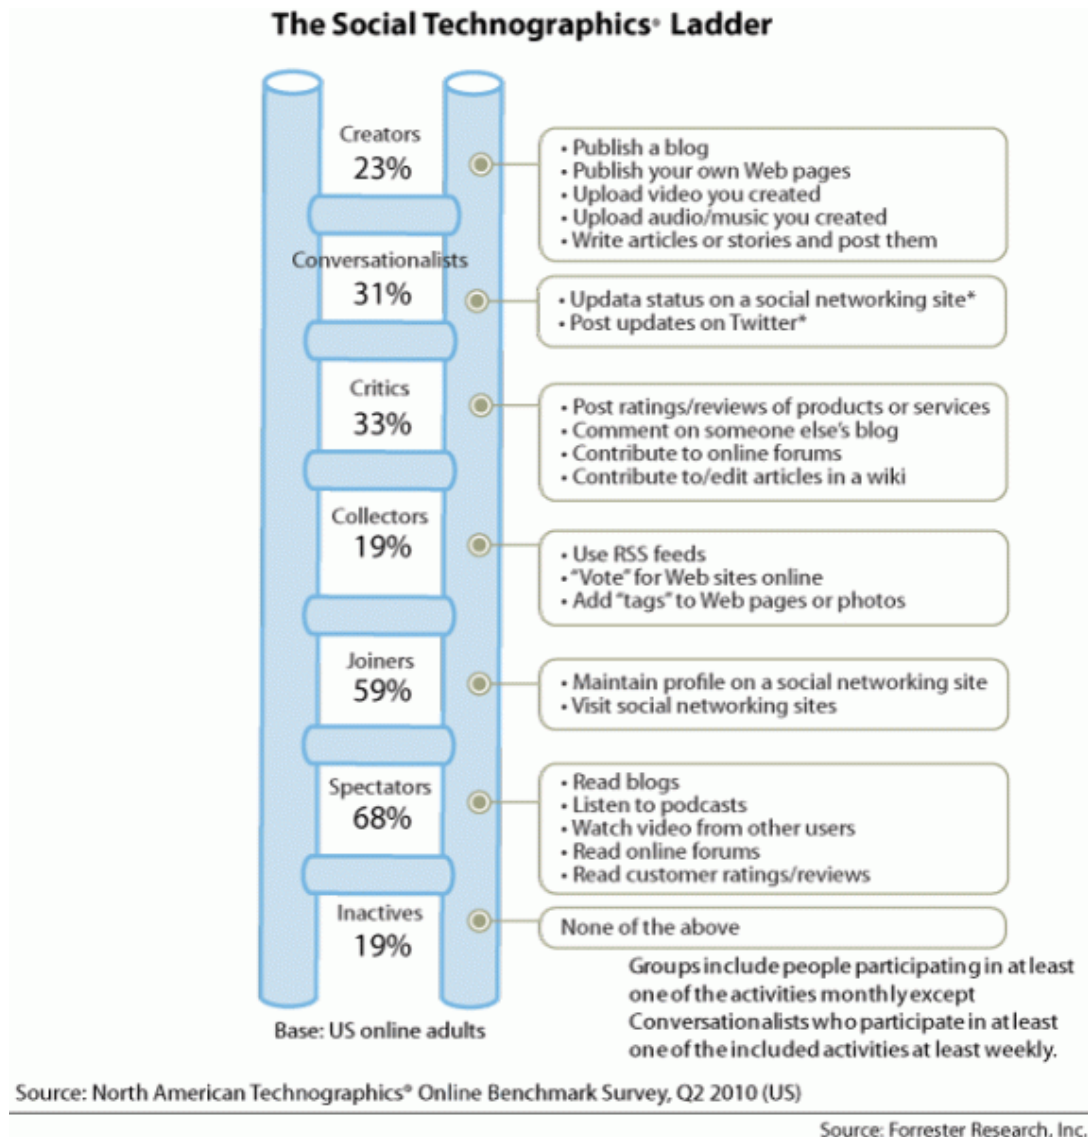 The Social Technographics® Ladder
Creators
23%
• Publish a blog
• Publish your own Web pages
• Upload video you created
• Upload audio/music you created
• Write articles or stories and post them
Conversationalists
31%
• Updata status on a social networking site*
• Post updates on Twitter*
Critics
33%
• Post ratings/reviews of products or services
• Comment on someone else's blog
• Contribute to online forums
• Contribute to/edit articles in a wiki
Collectors
19%
• Use RSS feeds
• "Vote" for Web sites online
• Add "tags" to Web pages or photos
Joiners
59%
• Maintain profile on a social networking site
• Visit social networking sites
Spectators
68%
• Read blogs
• Listen to podcasts
• Watch video from other users
• Read online forums
• Read customer ratings/reviews
Inactives
19%
None of the above
Groups include people participating in at least
one of the activities monthly except
Conversationalists who participate in at least
one of the included activities at least weekly.
Base: US online adults
Source: North American Technographics® Online Benchmark Survey, Q2 2010 (US)
Source: Forrester Research, Inc.